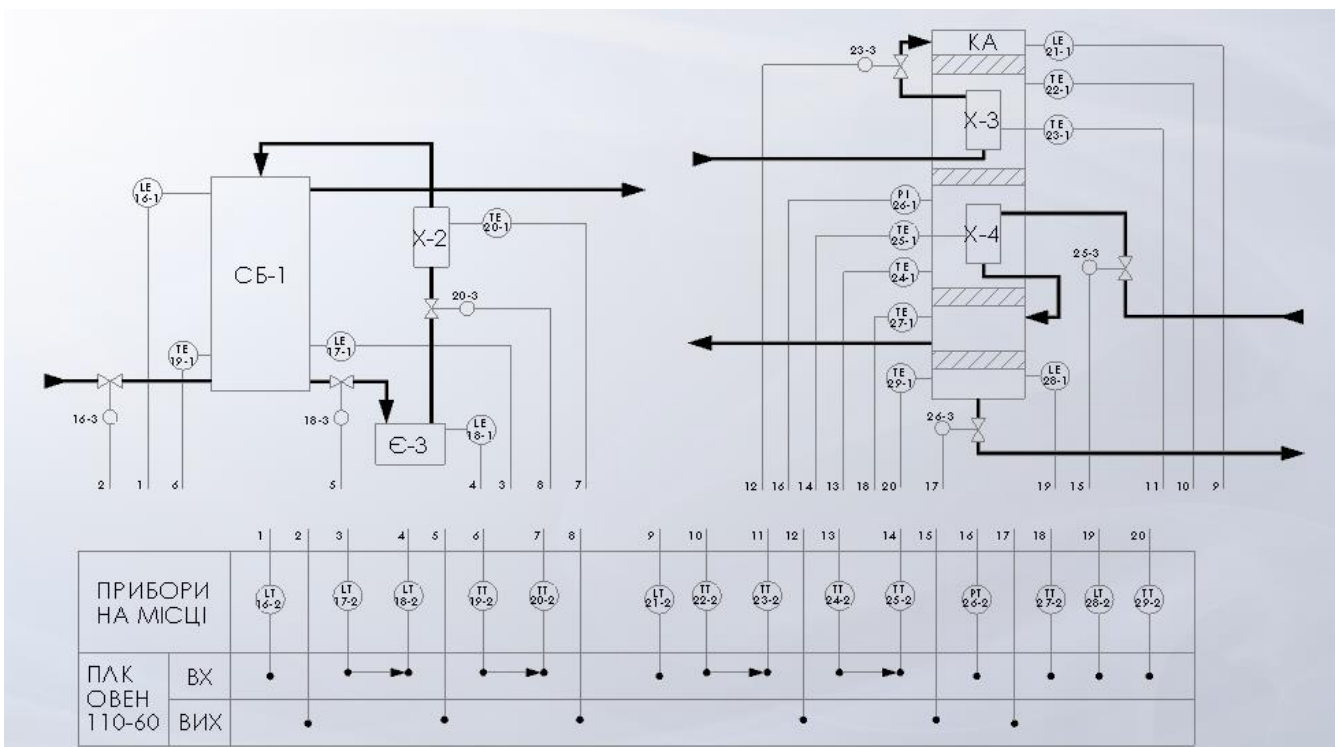 КА
LE
21-1
23-3
TE
22-1
X-3
TE
23-1
LE
16-1
PI
26-1
TE
20-1
X-2
TE
25-1
X-4
СБ-1
25-3
TE
24-1
20-3
TE
27-1
TE
19-1
LE
17-1
TE
29-1
LE
28-1
16-3
18-3
LE
18-1
26-3
Є-3
2 1 6 5 4 3 8 7 12 16 14 13 18 20 17 19 15 11 10 9
1 2 3 4 5 6 7 8 9 10 11 12 13 14 15 16 17 18 19 20
ПРИБОРИ
НА МІСЦІ
LT
16-2
LT
17-2
LT
18-2
TT
19-2
TT
20-2
LT
21-2
TT
22-2
TT
23-2
TT
24-2
TT
25-2
PT
26-2
TT
27-2
LT
28-2
TT
29-2
ПЛК
ОВЕН
110-60
ВХ
ВИХ